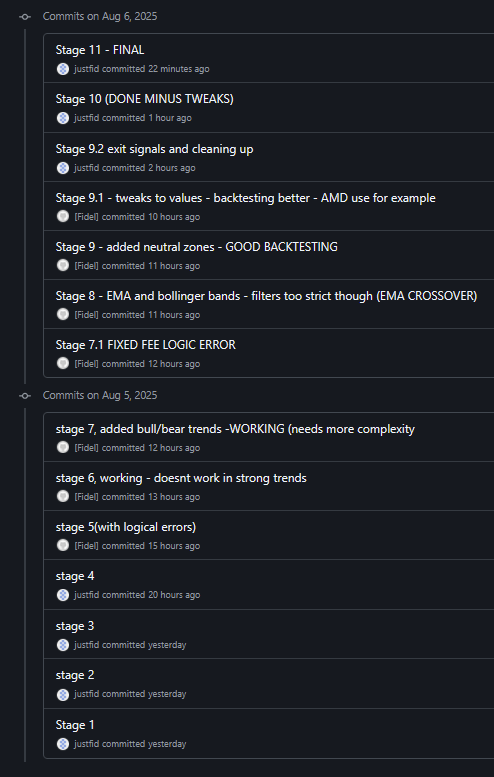 Commits on Aug 6, 2025
Stage 11 - FINAL
justfid committed 22 minutes ago
Stage 10 (DONE MINUS TWEAKS)
justfid committed 1 hour ago
Stage 9.2 exit signals and cleaning up
justfid committed 2 hours ago
Stage 9.1 - tweaks to values - backtesting better - AMD use for example
[Fidel] committed 10 hours ago
Stage 9 - added neutral zones - GOOD BACKTESTING
[Fidel] committed 11 hours ago
Stage 8 - EMA and bollinger bands - filters too strict though (EMA CROSSOVER)
[Fidel] committed 11 hours ago
Stage 7.1 FIXED FEE LOGIC ERROR
[Fidel] committed 12 hours ago
Commits on Aug 5, 2025
stage 7, added bull/bear trends -WORKING (needs more complexity
[Fidel] committed 12 hours ago
stage 6, working - doesnt work in strong trends
[Fidel] committed 13 hours ago
stage 5(with logical errors)
[Fidel] committed 15 hours ago
stage 4
justfid committed 20 hours ago
stage 3
justfid committed yesterday
stage 2
justfid committed yesterday
Stage 1
justfid committed yesterday